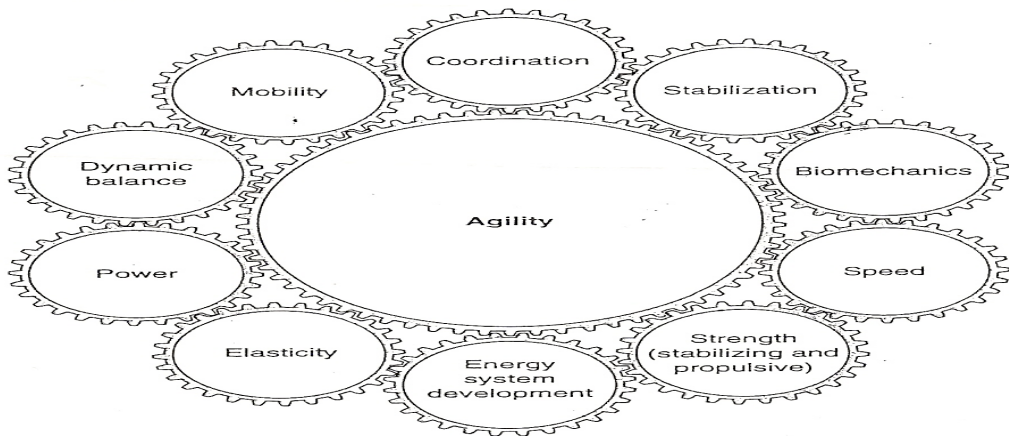 Coordination
Mobility
Stabilization
Dynamic
balance
Biomechanics
Agility
Power
Speed
Elasticity
Energy
system
development
Strength
(stabilizing and
propulsive)